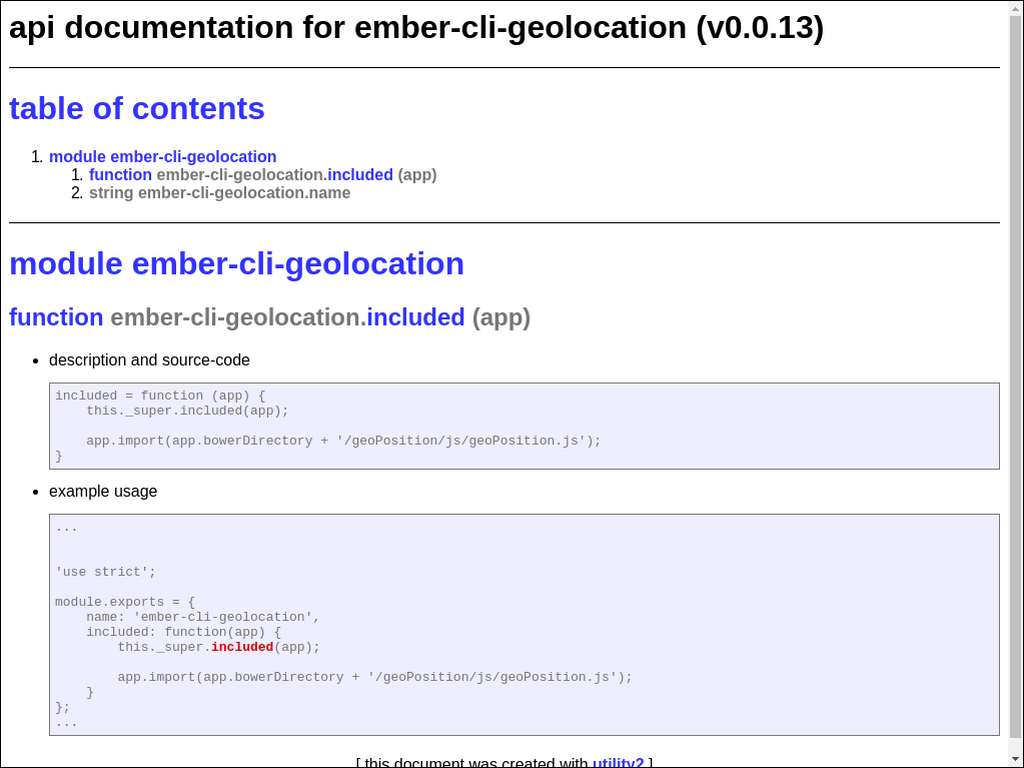 api documentation for ember-cli-geolocation (v0.0.13)
table of contents
1. module ember-cli-geolocation
1. function ember-cli-geolocation.included (app)
2. string ember-cli-geolocation.name
module ember-cli-geolocation
function ember-cli-geolocation.included (app)
• description and source-code
included = function (app) {
    this._super.included(app);
    app.import(app.bowerDirectory + '/geoPosition/js/geoPosition.js');
}
• example usage
...
'use strict';
module.exports = {
    name: 'ember-cli-geolocation',
    included: function(app) {
        this._super.included(app);
        app.import(app.bowerDirectory + '/geoPosition/js/geoPosition.js');
    }
};
...
[ this document was created with utility2 ]